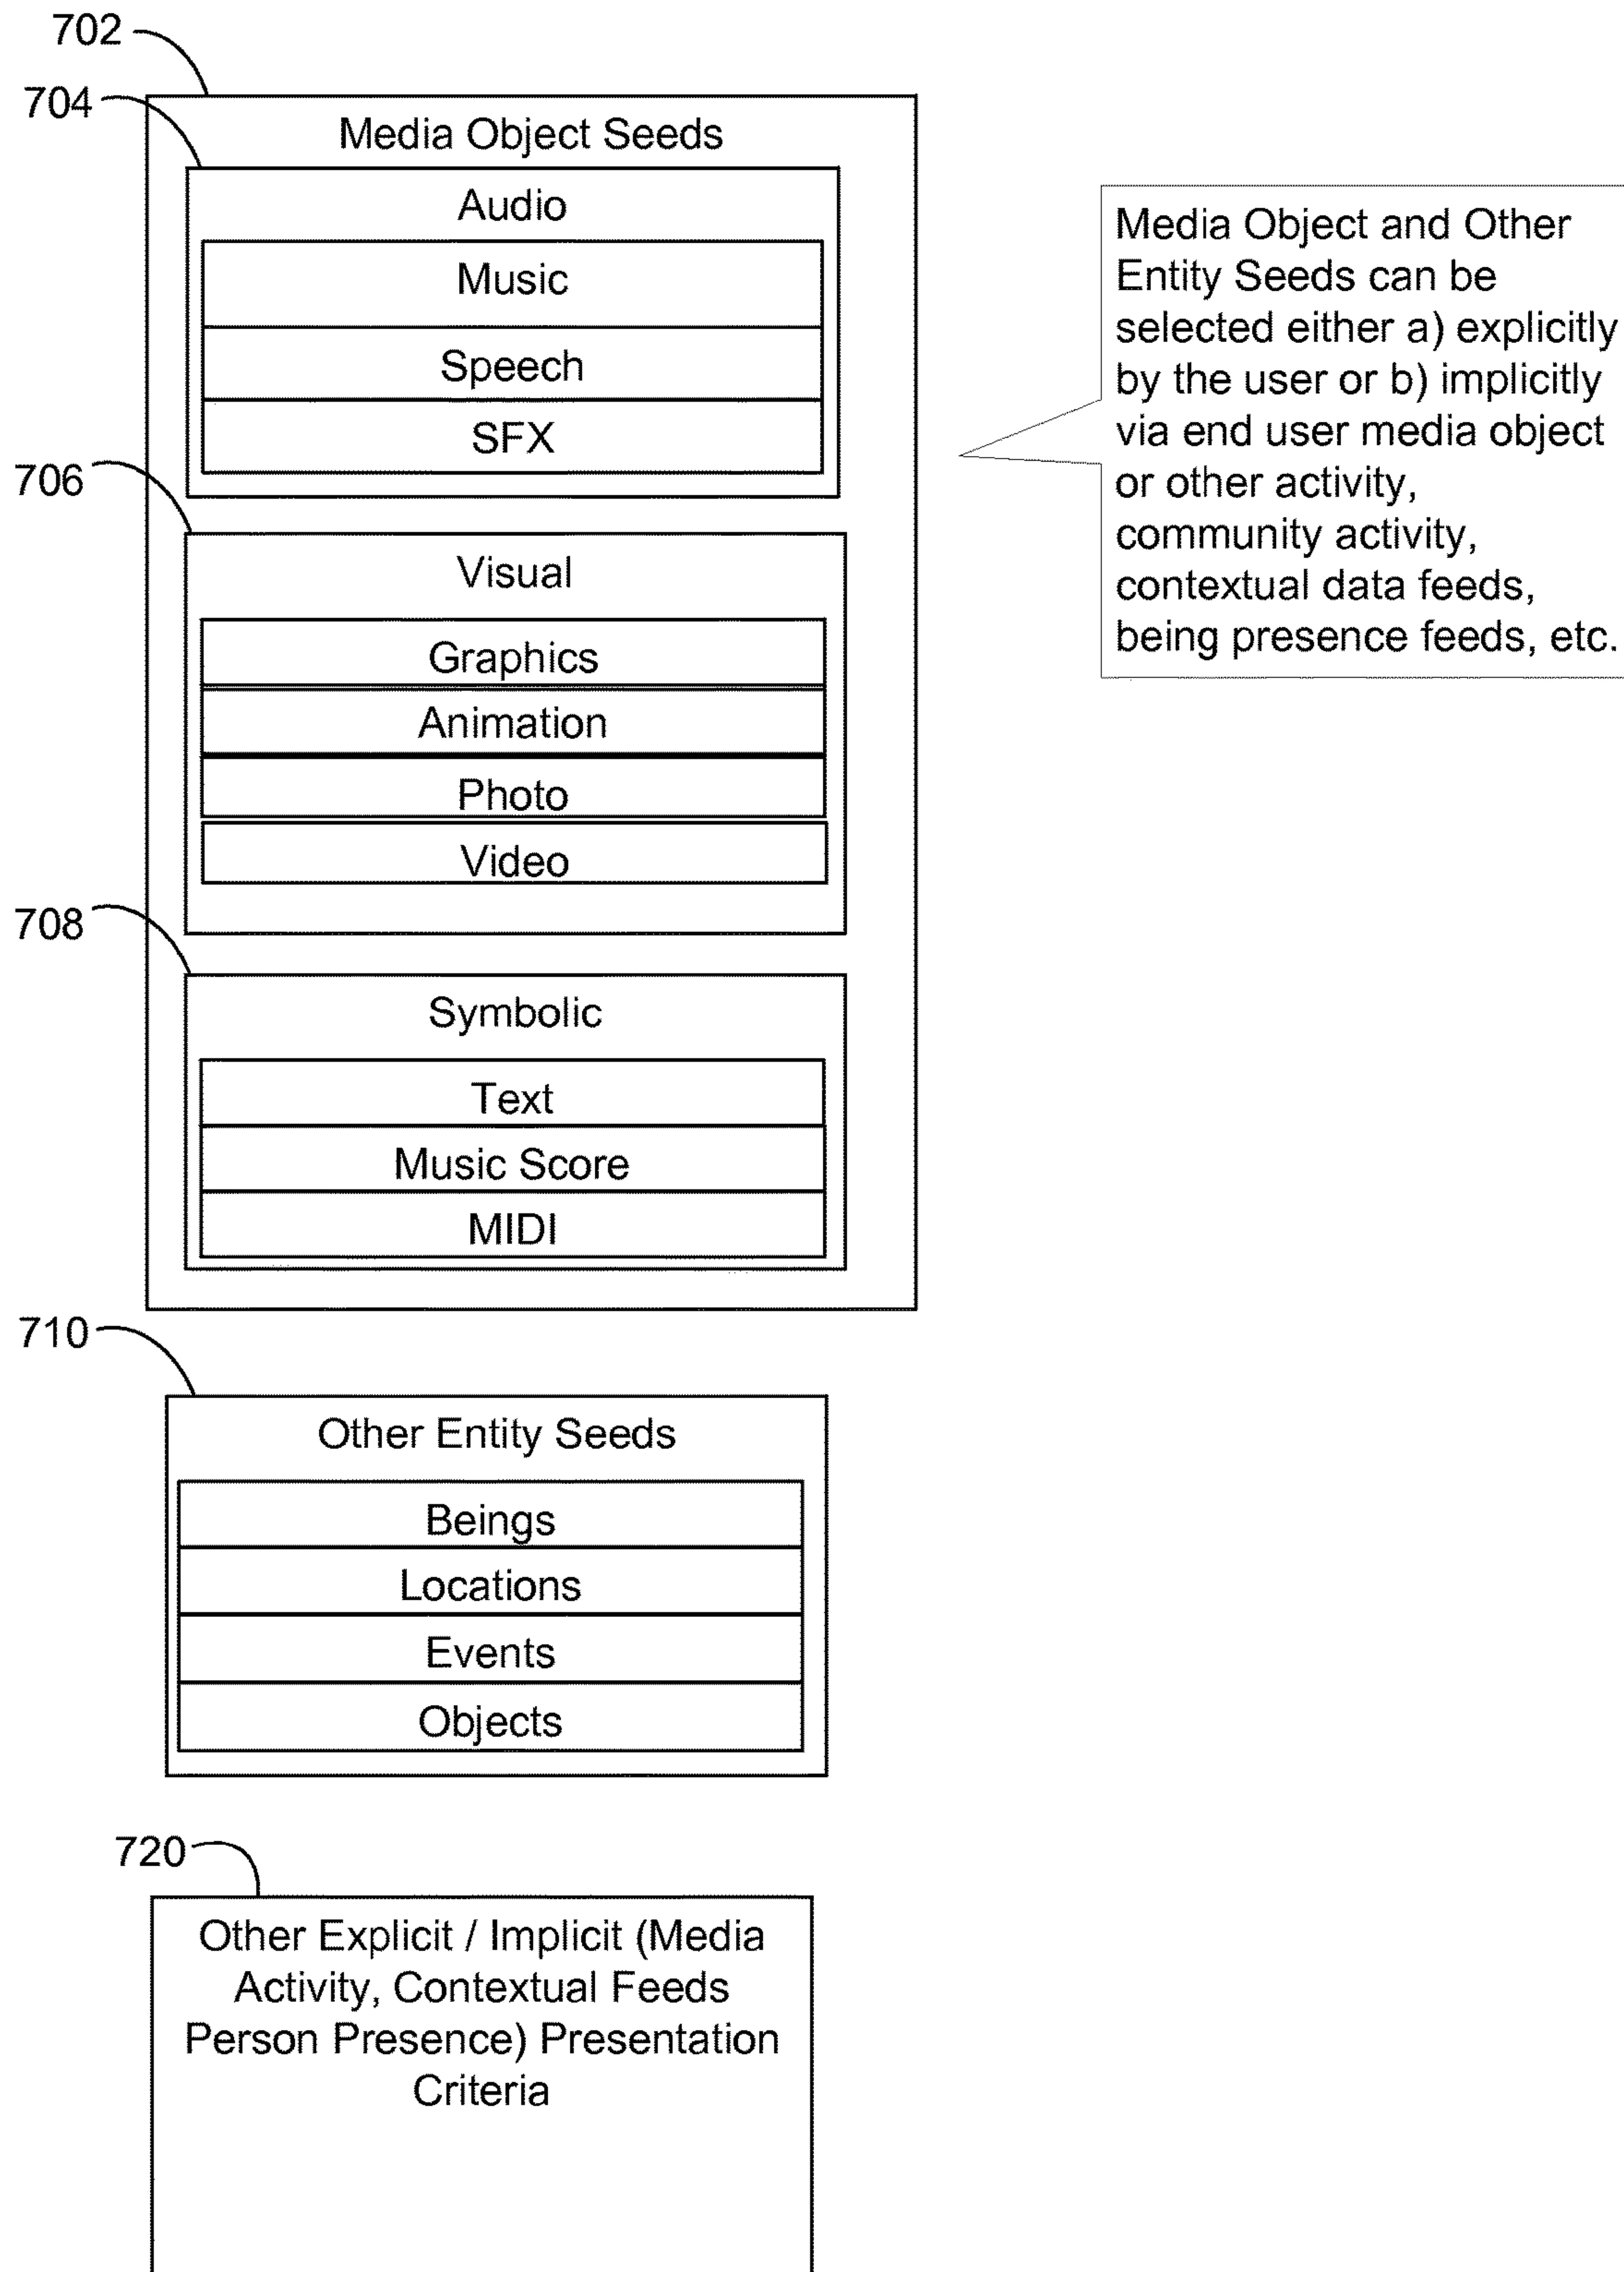 702
704
Media Object Seeds
Audio
Music
Speech
SFX
706
Visual
Graphics
Animation
Photo
Video
708
Symbolic
Text
Music Score
MIDI
710
Other Entity Seeds
Beings
Locations
Events
Objects
720
Other Explicit / Implicit (Media
Activity, Contextual Feeds
Person Presence) Presentation
Criteria
Media Object and Other
Entity Seeds can be
selected either a) explicitly
by the user or b) implicitly
via end user media object
or other activity,
community activity,
contextual data feeds,
being presence feeds, etc.